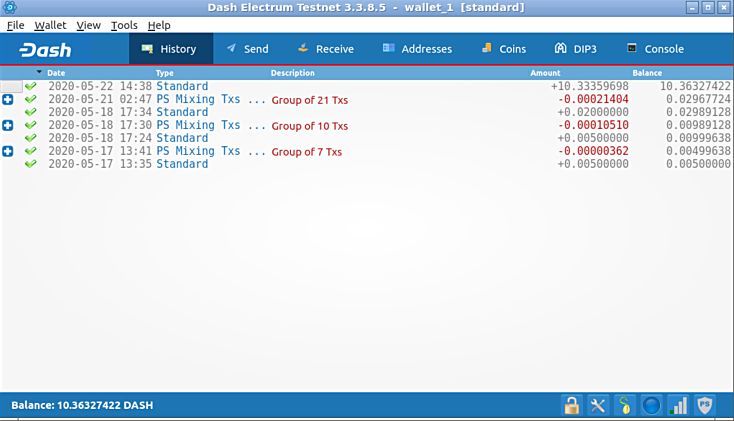 Dash Electrum Testnet 3.3.8.5 - wallet_1 [standard]
File Wallet View Tools Help
Dash History Send Receive Addresses Coins DIP3 Console
Date Type Description Amount Balance
2020-05-22 14:38 Standard +10.33359698 10.36327422
2020-05-21 02:47 PS Mixing Txs ... Group of 21 Txs -0.00021404 0.02967724
2020-05-18 17:34 Standard +0.02000000 0.02989128
2020-05-18 17:30 PS Mixing Txs ... Group of 10 Txs -0.00010510 0.00989128
2020-05-18 17:24 Standard +0.00500000 0.00999638
2020-05-17 13:41 PS Mixing Txs ... Group of 7 Txs -0.00000362 0.00499638
2020-05-17 13:35 Standard +0.00500000 0.00500000
Balance: 10.36327422 DASH
PS